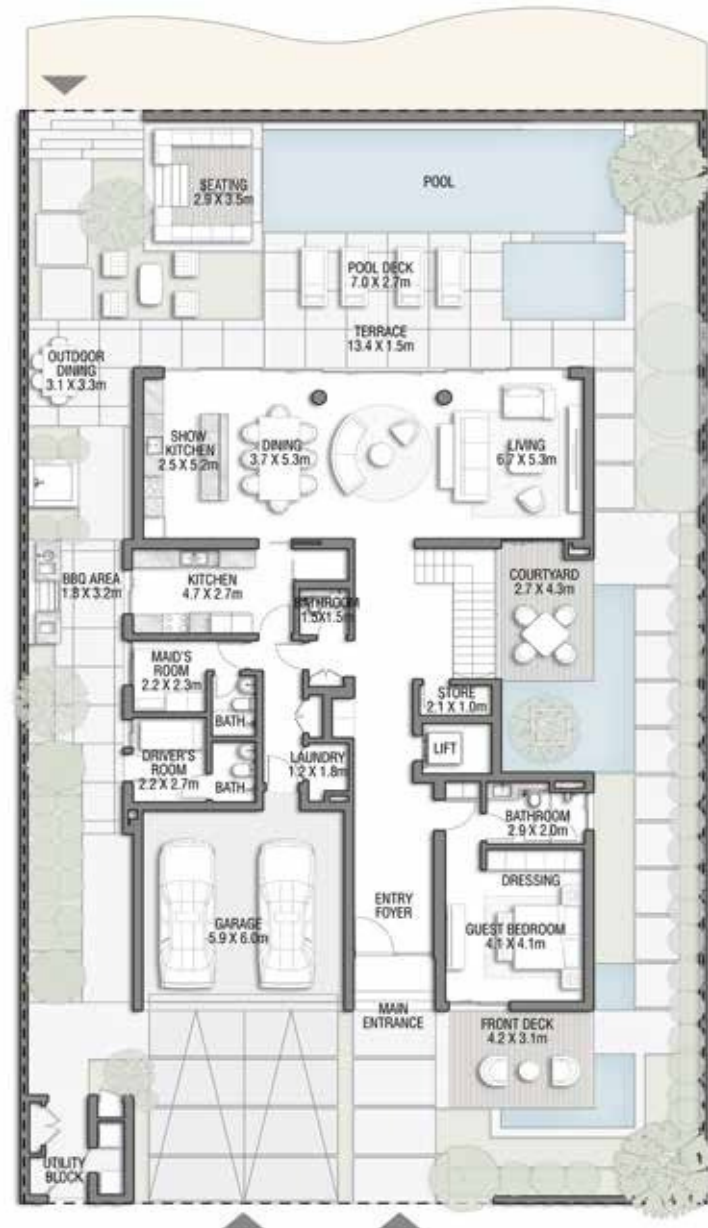 SEATING
2.9 X 3.5m
POOL
POOL DECK
7.0 X 2.7m
TERRACE
13.4 X 1.5m
OUTDOOR
DINING
3.1 X 3.3m
SHOW
KITCHEN
2.5 X 5.2m
DINING
3.7 X 5.3m
LIVING
6.7 X 5.3m
BBQ AREA
1.8 X 3.2m
KITCHEN
4.7 X 2.7m
BATHROOM
1.5X1.5m
COURTYARD
2.7 X 4.3m
MAID'S
ROOM
2.2 X 2.3m
BATH
STORE
2.1 X 1.0m
LIFT
DRIVER'S
ROOM
2.2 X 2.7m
BATH
LAUNDRY
1.2 X 1.8m
BATHROOM
2.9 X 2.0m
DRESSING
ENTRY
FOYER
GARAGE
5.9 X 6.0m
GUEST BEDROOM
4.1 X 4.1m
MAIN
ENTRANCE
FRONT DECK
4.2 X 3.1m
UTILITY
BLOCK